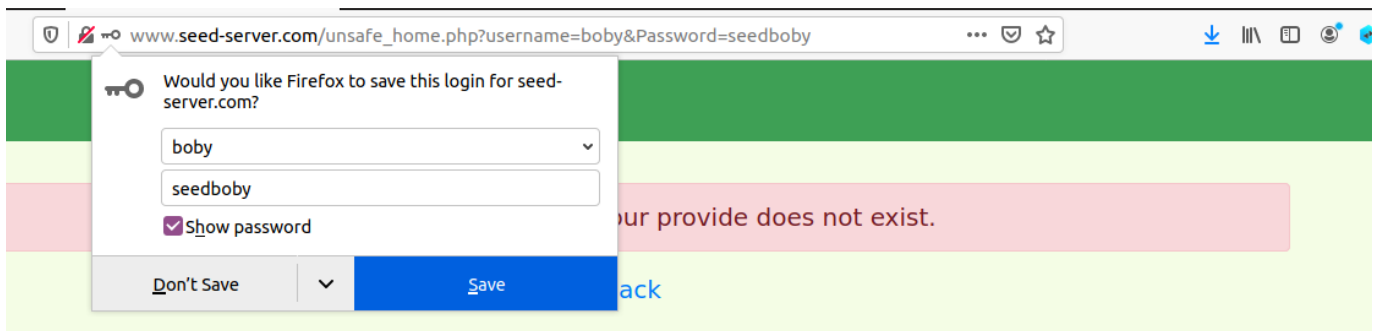 www.seed-server.com/unsafe_home.php?username=boby&Password=seedboby
Would you like Firefox to save this login for seed-
server.com?
boby
seedboby
Show password
our provide does not exist.
Don't Save
Save
ack